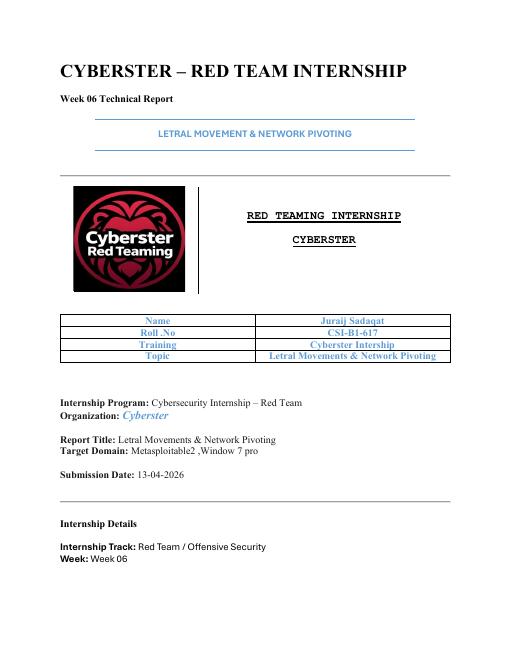 CYBERSTER – RED TEAM INTERNSHIP
Week 06 Technical Report
LETRAL MOVEMENT & NETWORK PIVOTING
Cyberster
Red Teaming
RED TEAMING INTERNSHIP
CYBERSTER
Name Juraij Sadaqat
Roll .No CSI-B1-617
Training Cyberster Intership
Topic Letral Movements & Network Pivoting
Internship Program: Cybersecurity Internship – Red Team
Organization: Cyberster
Report Title: Letral Movements & Network Pivoting
Target Domain: Metasploitable2 ,Window 7 pro
Submission Date: 13-04-2026
Internship Details
Internship Track: Red Team / Offensive Security
Week: Week 06